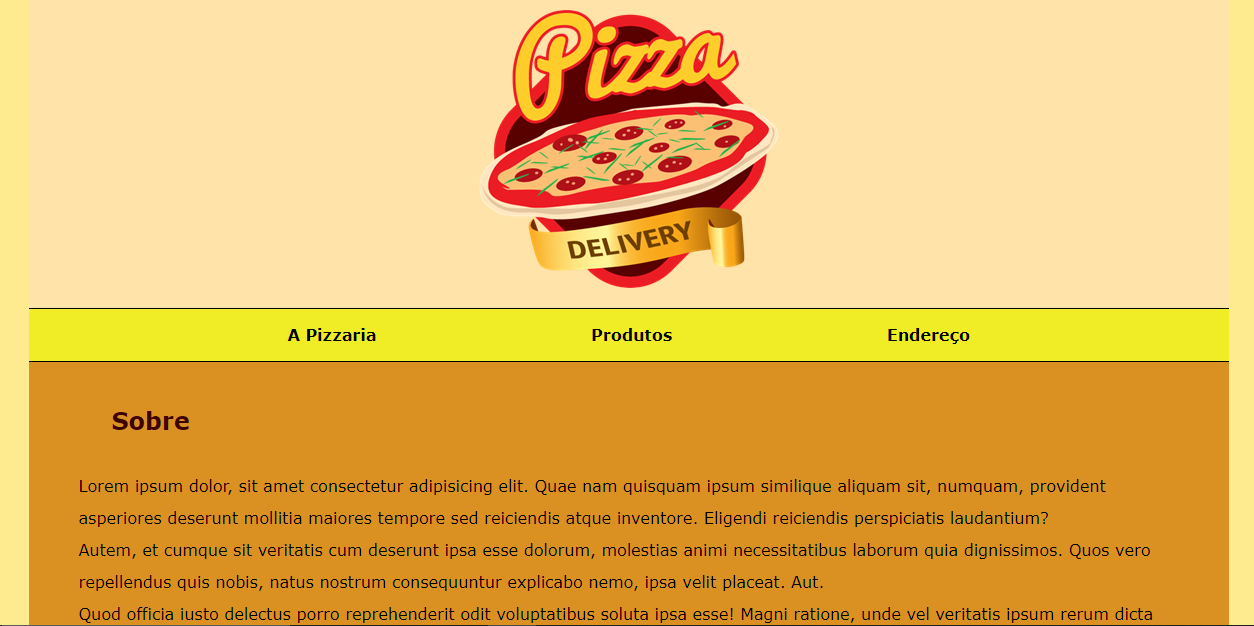 Pizza
DELIVERY
A Pizzaria Produtos Endereço
Sobre
Lorem ipsum dolor, sit amet consectetur adipisicing elit. Quae nam quisquam ipsum similique aliquam sit, numquam, provident
asperiores deserunt mollitia maiores tempore sed reiciendis atque inventore. Eligendi reiciendis perspiciatis laudantium?
Autem, et cumque sit veritatis cum deserunt ipsa esse dolorum, molestias animi necessitatibus laborum quia dignissimos. Quos vero
repellendus quis nobis, natus nostrum consequuntur explicabo nemo, ipsa velit placeat. Aut.
Quod officia iusto delectus porro reprehenderit odit voluptatibus soluta ipsa esse! Magni ratione, unde vel veritatis ipsum rerum dicta